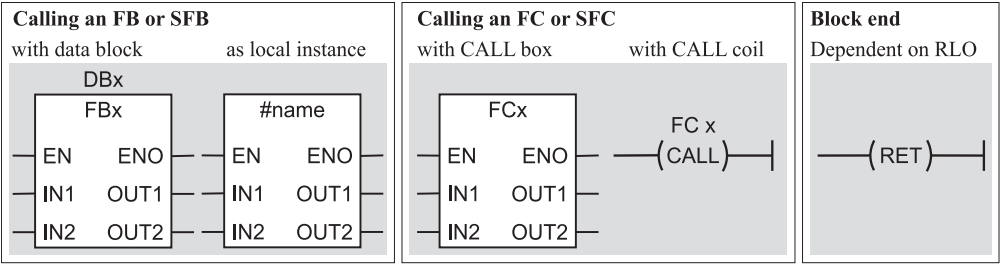 Calling an FB or SFB
with data block
as local instance
DBx
FBx
EN ENO
IN1 OUT1
IN2 OUT2
#name
EN ENO
IN1 OUT1
IN2 OUT2
Calling an FC or SFC
with CALL box
with CALL coil
FCx
EN ENO
IN1 OUT1
IN2 OUT2
FC x
(CALL)
Block end
Dependent on RLO
(RET)